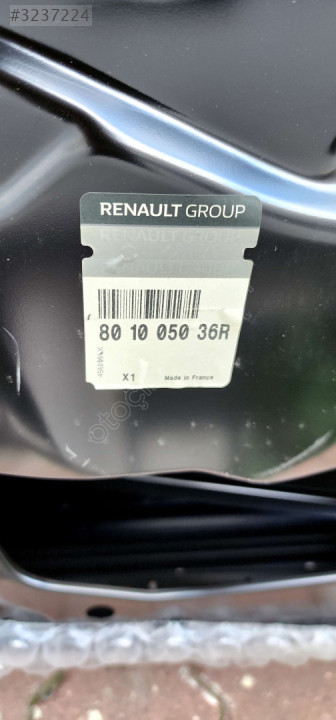 #3237224
RENAULT GROUP
80 10 050 36R
X1 Made in France